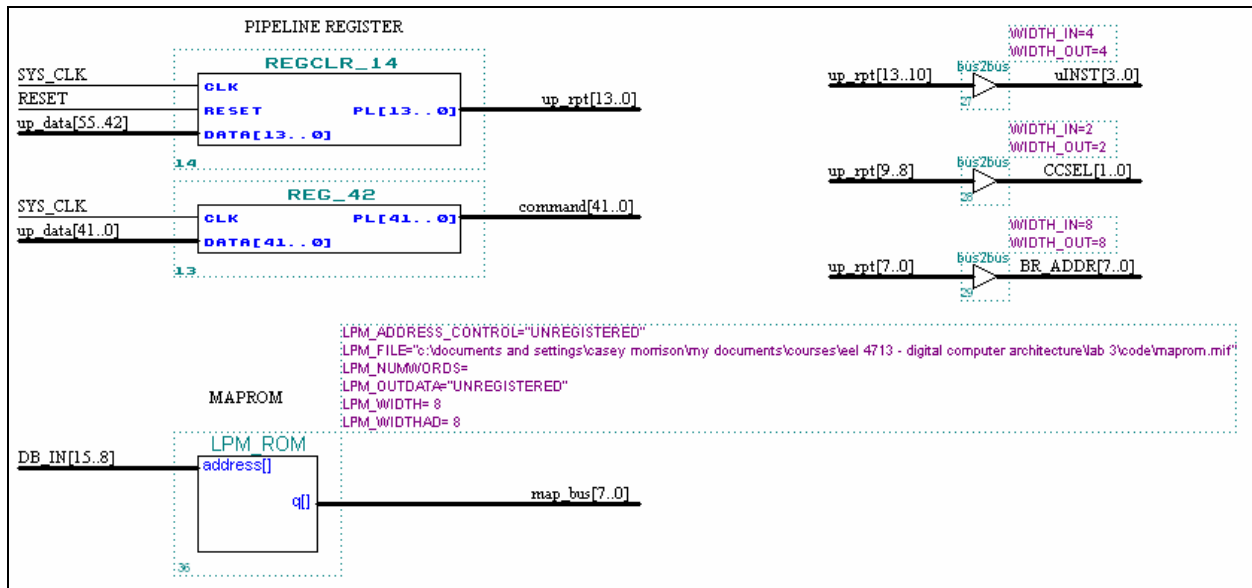 PIPELINE REGISTER
REGCLR_14
SYS_CLK
CLK
RESET
RESET
PL[13..0]
up_rpt[13..0]
up_data[55..42]
DATA[13..0]
14
REG_42
SYS_CLK
CLK
PL[41..0]
command[41..0]
up_data[41..0]
DATA[41..0]
13
WIDTH_IN=4
WIDTH_OUT=4
bus2bus
up_rpt[13..10]
uINST[3..0]
27
WIDTH_IN=2
WIDTH_OUT=2
bus2bus
up_rpt[9..8]
CCSEL[1..0]
28
WIDTH_IN=8
WIDTH_OUT=8
bus2bus
up_rpt[7..0]
BR_ADDR[7..0]
29
LPM_ADDRESS_CONTROL="UNREGISTERED"
LPM_FILE="c:\documents and settings\casey morrison\my documents\courses\eel 4713 - digital computer architecture\lab 3\code\maprom.mif"
LPM_NUMWORDS=
LPM_OUTDATA="UNREGISTERED"
LPM_WIDTH= 8
LPM_WIDTHAD= 8
MAPROM
LPM_ROM
DB_IN[15..8]
address[]
q[]
map_bus[7..0]
36